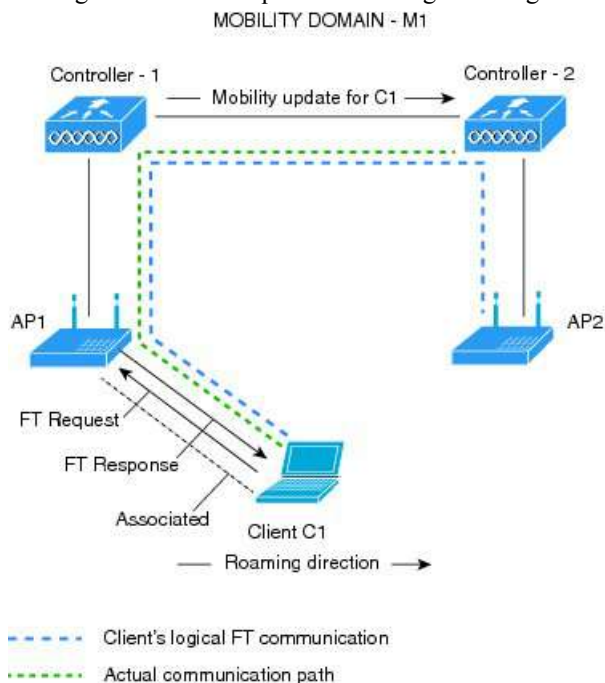 MOBILITY DOMAIN - M1
Controller - 1
Controller - 2
Mobility update for C1
AP1
AP2
FT Request
FT Response
Associated
Client C1
Roaming direction
Client's logical FT communication
Actual communication path